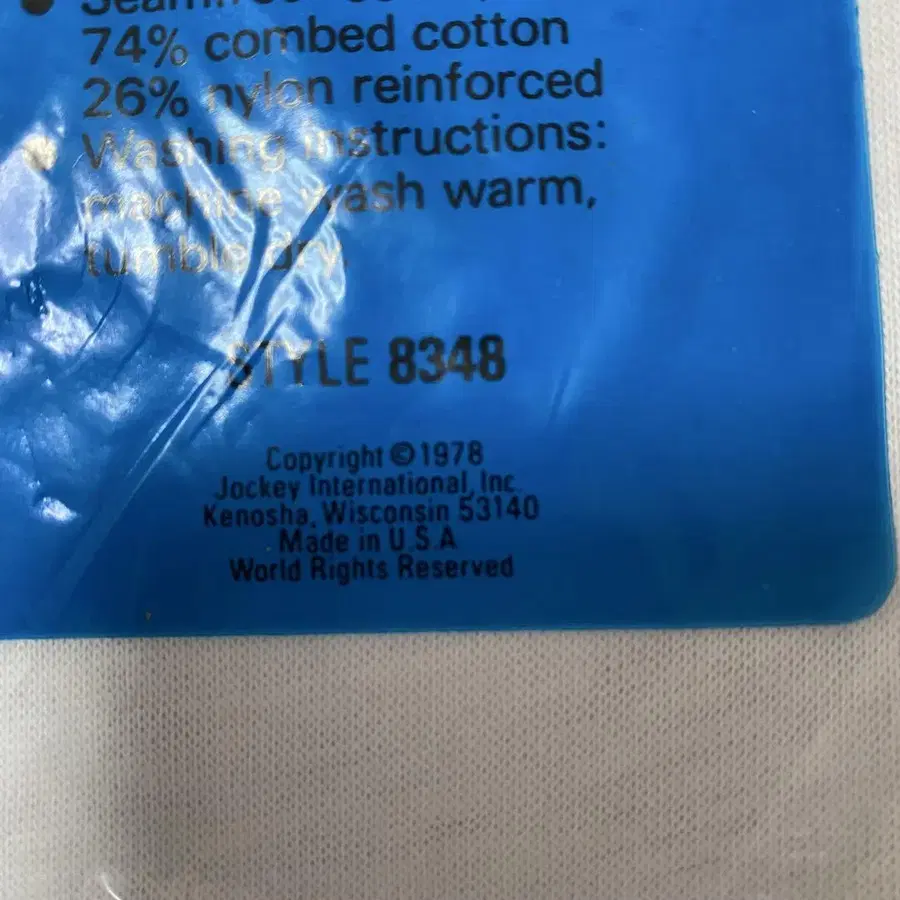 74% combed cotton
26% nylon reinforced
Washing instructions:
machine wash warm,
tumble dry.
STYLE 8348
Copyright ©1978
Jockey International, Inc.
Kenosha, Wisconsin 53140
Made in U.S.A
World Rights Reserved